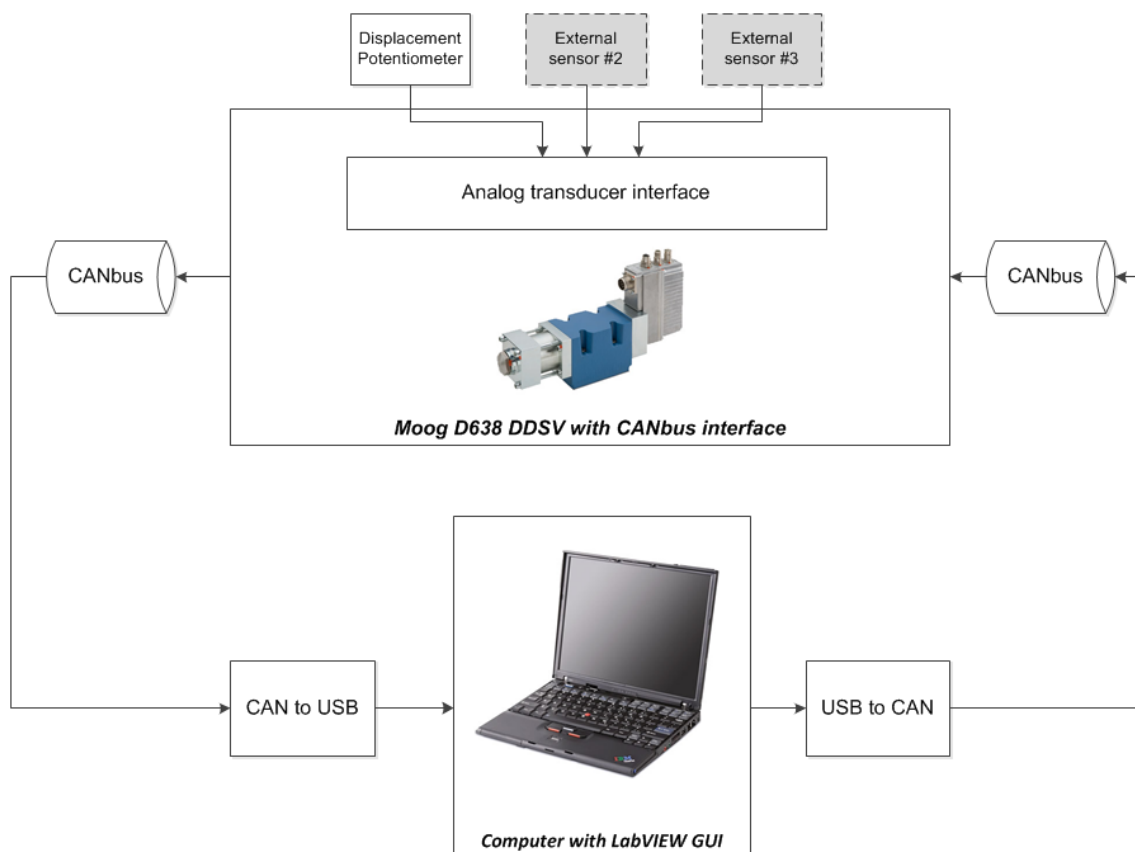 Displacement
Potentiometer
External
sensor #2
External
sensor #3
Analog transducer interface
CANbus
CANbus
Moog D638 DDSV with CANbus interface
CAN to USB
USB to CAN
Computer with LabVIEW GUI